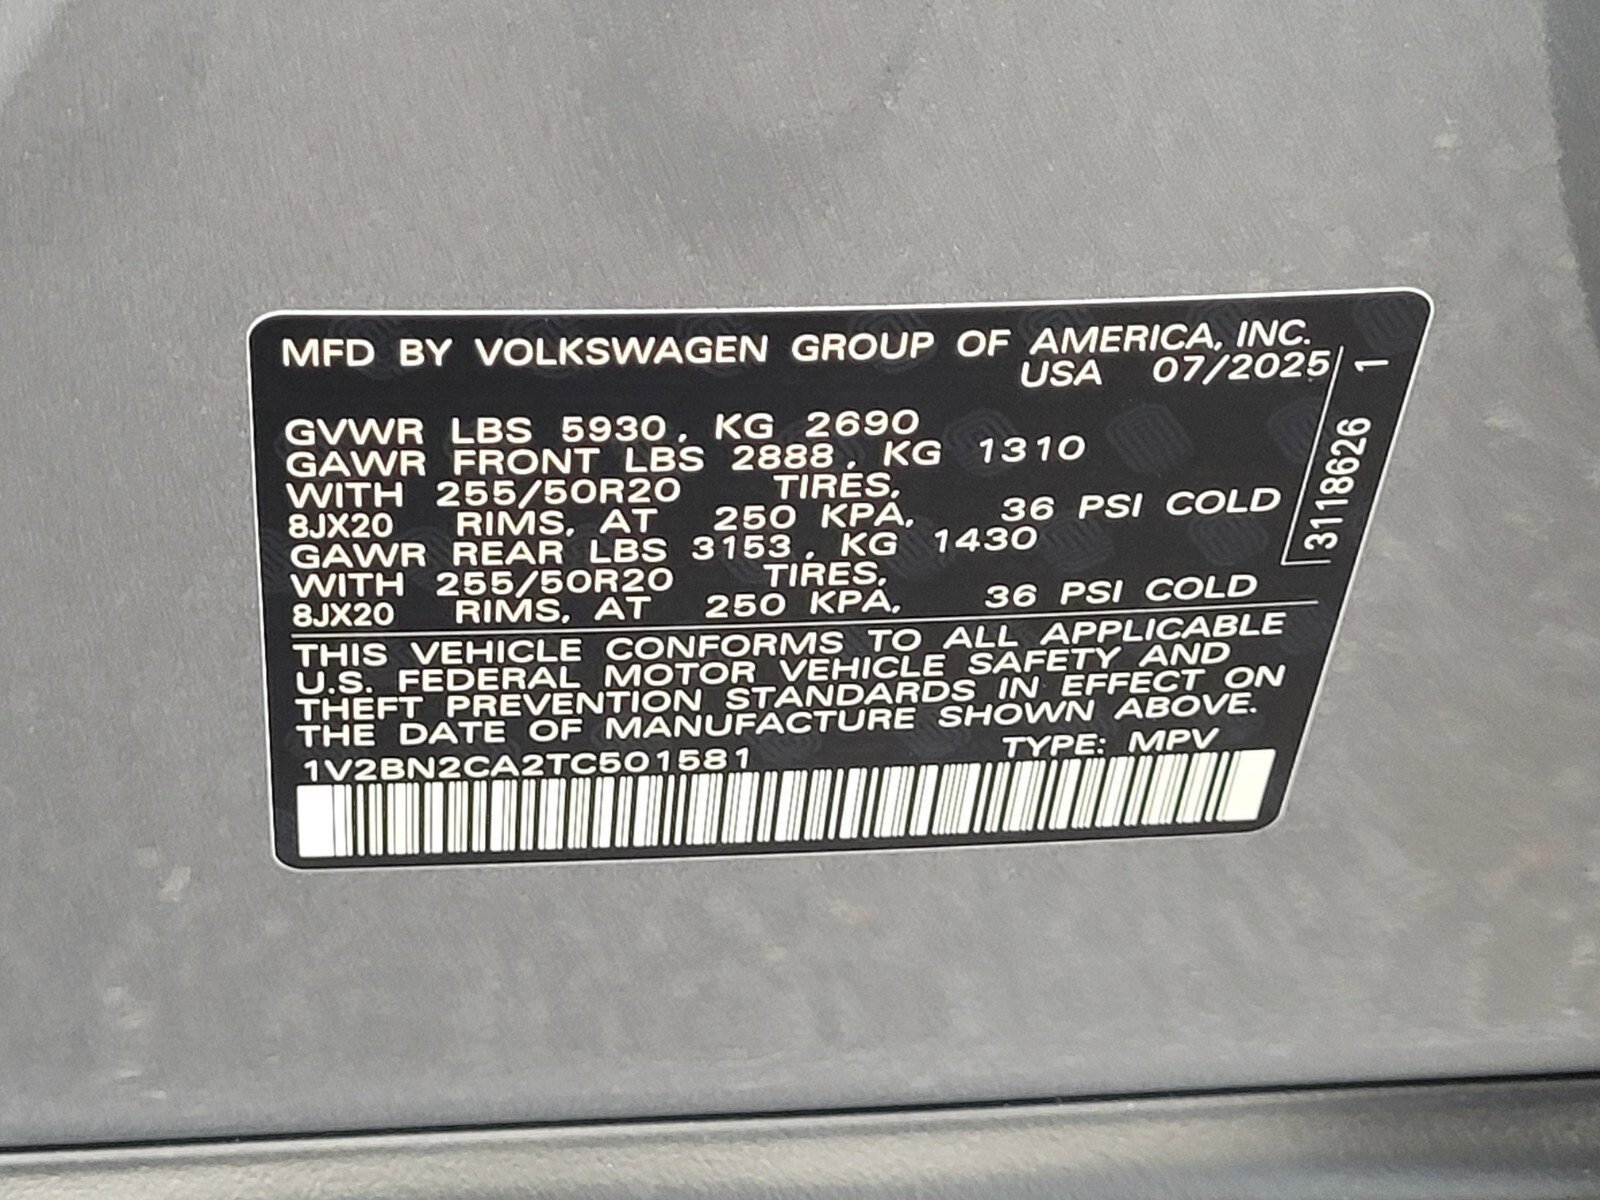 MFD BY VOLKSWAGEN GROUP OF AMERICA, INC.
USA 07/2025
GVWR LBS 5930, KG 2690
GAWR FRONT LBS 2888, KG 1310
WITH 255/50R20 TIRES,
8JX20 RIMS, AT 250 KPA, 36 PSI COLD
GAWR REAR LBS 3153, KG 1430
WITH 255/50R20 TIRES,
8JX20 RIMS, AT 250 KPA, 36 PSI COLD
THIS VEHICLE CONFORMS TO ALL APPLICABLE
U.S. FEDERAL MOTOR VEHICLE SAFETY AND
THEFT PREVENTION STANDARDS IN EFFECT ON
THE DATE OF MANUFACTURE SHOWN ABOVE.
1V2BN2CA2TC501581 TYPE: MPV
3118626 1